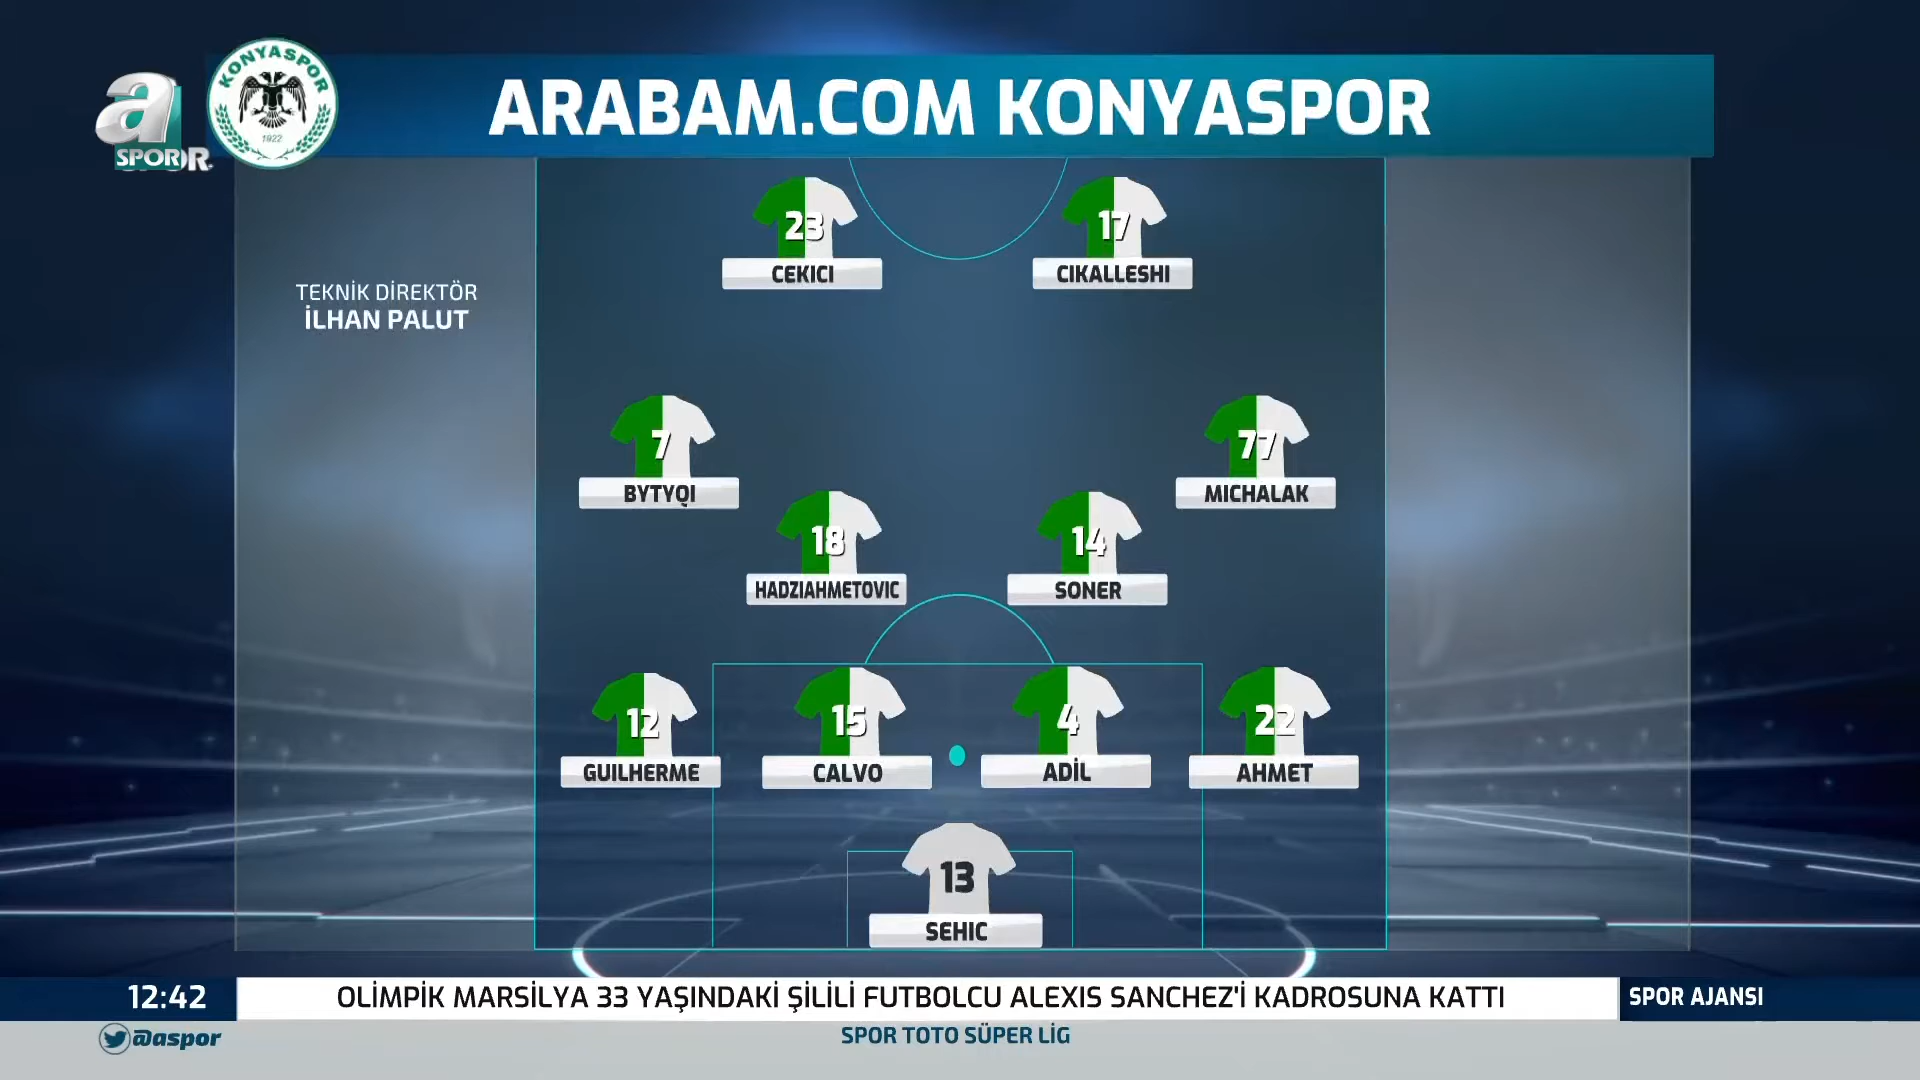 a
SPOR
R.
KONYASPOR
1922
ARABAM.COM KONYASPOR
TEKNİK DİREKTÖR
İLHAN PALUT
23
CEKICI
17
CIKALLESHI
7
BYTYQI
77
MICHALAK
18
HADZIAHMETOVIC
14
SONER
12
GUILHERME
15
CALVO
4
ADİL
22
AHMET
13
SEHIC
12:42
OLİMPİK MARSİLYA 33 YAŞINDAKİ ŞİLİLİ FUTBOLCU ALEXIS SANCHEZ'İ KADROSUNA KATTI
SPOR AJANSI
@aspor
SPOR TOTO SÜPER LİG